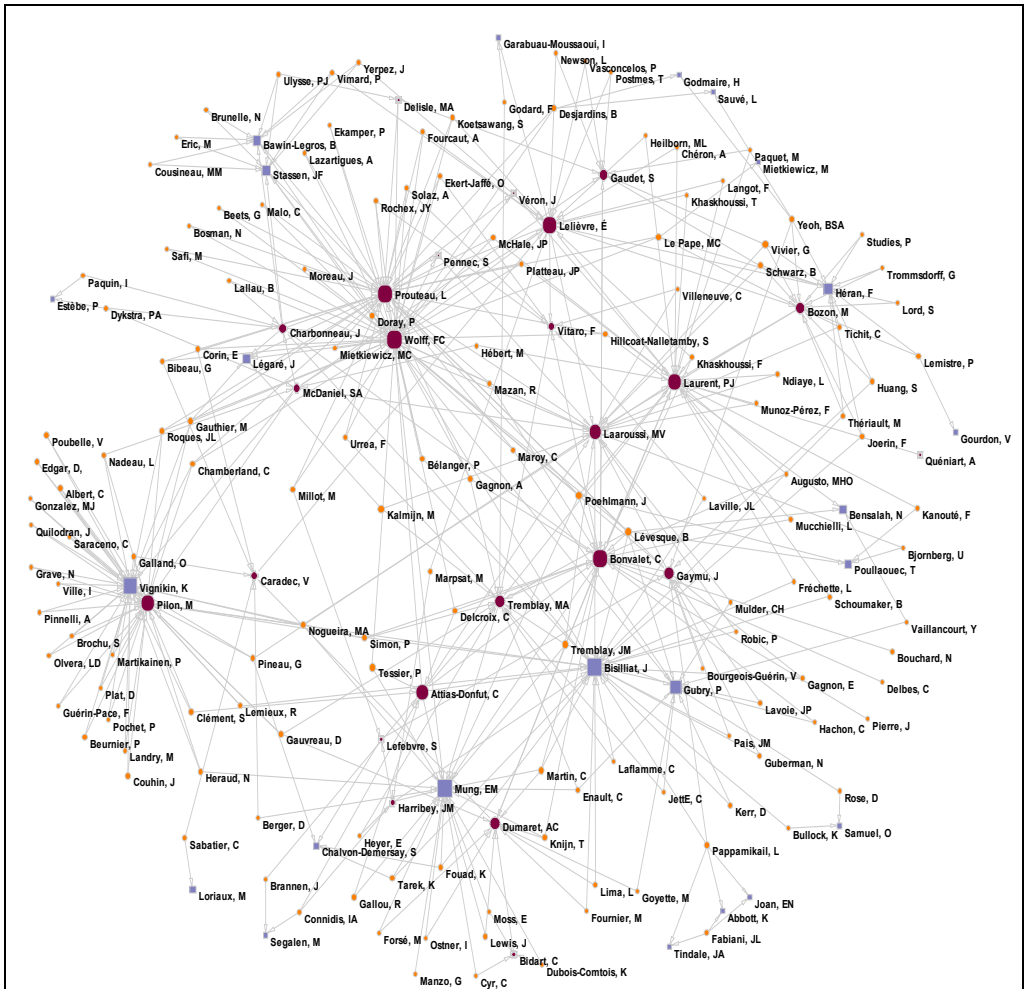 Garabuau-Moussaoui, I
Newson, L
Vasconcelos, P
Postmes, T
Godmaire, H
Sauvé, L
Yerpez, J
Vimard, P
Ulysse, PJ
Delisle, MA
Godard, F
Desjardins, B
Brunelle, N
Koetsawang, S
Ekamper, P
Fourcaut, A
Eric, M
Bawin-Legros, B
Lazartigues, A
Heilborn, ML
Chéron, A
Paquet, M
Mietkiewicz, M
Cousineau, MM
Stassen, JF
Ekert-Jaffé, O
Gaudet, S
Solaz, A
Rochex, JY
Véron, J
Langot, F
Khaskhoussi, T
Beets, G
Malo, C
Bosman, N
Lelièvre, É
Yeoh, BSA
Studies, P
Safi, M
McHale, JP
Le Pape, MC
Vivier, G
Pennec, S
Platteau, JP
Schwarz, B
Trommsdorff, G
Moreau, J
Paquin, I
Lallau, B
Prouteau, L
Villeneuve, C
Héran, F
Estèbe, P
Dykstra, PA
Doray, P
Bozon, M
Lord, S
Charbonneau, J
Wolff, FC
Vitaro, F
Hillcoat-Nalletamby, S
Tichit, C
Corin, E
Légaré, J
Mietkiewicz, MC
Hébert, M
Khaskhoussi, F
Lemistre, P
Bibeau, G
McDaniel, SA
Mazan, R
Laurent, PJ
Ndiaye, L
Huang, S
Munoz-Pérez, F
Gauthier, M
Roques, JL
Thériault, M
Poubelle, V
Urrea, F
Laaroussi, MV
Joerin, F
Gourdon, V
Nadeau, L
Chamberland, C
Bélanger, P
Maroy, C
Quéniart, A
Edgar, D,
Gagnon, A
Augusto, MHO
Albert, C
Millot, M
Poehlmann, J
Laville, JL
Gonzalez, MJ
Kalmijn, M
Bensalah, N
Kanouté, F
Mucchielli, L
Quilodran, J
Saraceno, C
Lévesque, B
Galland, O
Bonvalet, C
Bjornberg, U
Poullaouec, T
Grave, N
Vignikin, K
Caradec, V
Marpsat, M
Gaymu, J
Ville, I
Fréchette, L
Pilon, M
Tremblay, MA
Mulder, CH
Schoumaker, B
Pinnelli, A
Delcroix, C
Vaillancourt, Y
Nogueira, MA
Brochu, S
Simon, P
Robic, P
Olvera, LD
Martikainen, P
Pineau, G
Tremblay, JM
Bouchard, N
Tessier, P
Bisilliat, J
Bourgeois-Guérin, V
Plat, D
Attias-Donfut, C
Gubry, P
Gagnon, E
Delbes, C
Guérin-Pace, F
Lemieux, R
Lavoie, JP
Clément, S
Pochet, P
Hachon, C
Pierre, J
Beurnier, P
Gauvreau, D
Lefebvre, S
Pais, JM
Landry, M
Guberman, N
Couhin, J
Heraud, N
Laflamme, C
Martin, C
Mung, EM
Enault, C
JettE, C
Rose, D
Harribey, JM
Kerr, D
Berger, D
Dumaret, AC
Bullock, K
Samuel, O
Sabatier, C
Heyer, E
Knijn, T
Chalvon-Demersay, S
Pappamikail, L
Fouad, K
Loriaux, M
Brannen, J
Tarek, K
Lima, L
Gallou, R
Goyette, M
Joan, EN
Connidis, IA
Moss, E
Fournier, M
Abbott, K
Segalen, M
Forsé, M
Ostner, I
Lewis, J
Fabiani, JL
Tindale, JA
Bidart, C
Dubois-Comtois, K
Manzo, G
Cyr, C